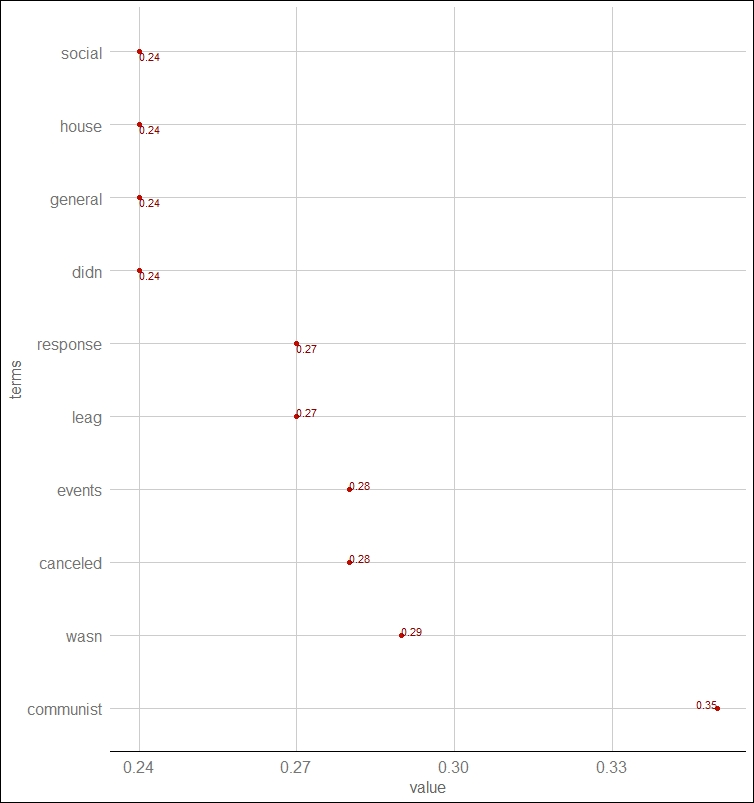 social
0.24
house
0.24
general
0.24
didn
0.24
response
0.27
leag
0.27
events
0.28
canceled
0.28
wasn
0.29
communist
0.35
terms
0.24 0.27 0.30 0.33
value